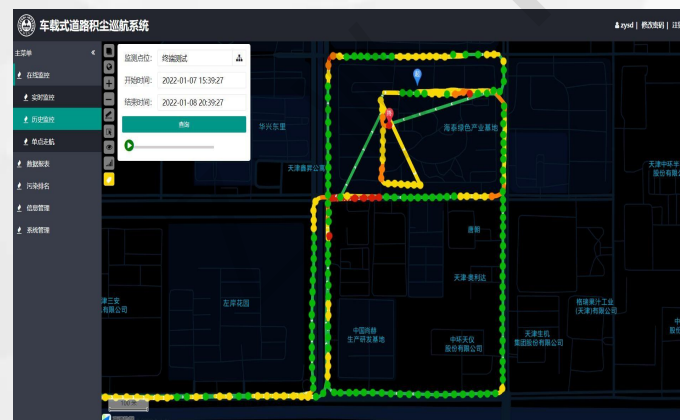 车载式道路积尘巡航系统
zysd | 修改密码 |
主菜单
在线监控
实时监控
历史监控
单点走航
数据报表
污染排名
信息管理
系统管理
监测点位: 终端测试
开始时间: 2022-01-07 15:39:27
结束时间: 2022-01-08 20:39:27
查询
华兴东里
海泰绿色产业基地
天津鑫昇公寓
天津中环半
股份有限公
唐朝
天津·奥利达
左岸花园
津三安
有限公司
中国尚赫
生产研发基地
中环天仪
股份有限公司
天津生机
集团股份有限公司
格瑞果汁工业
(天津)有限公司